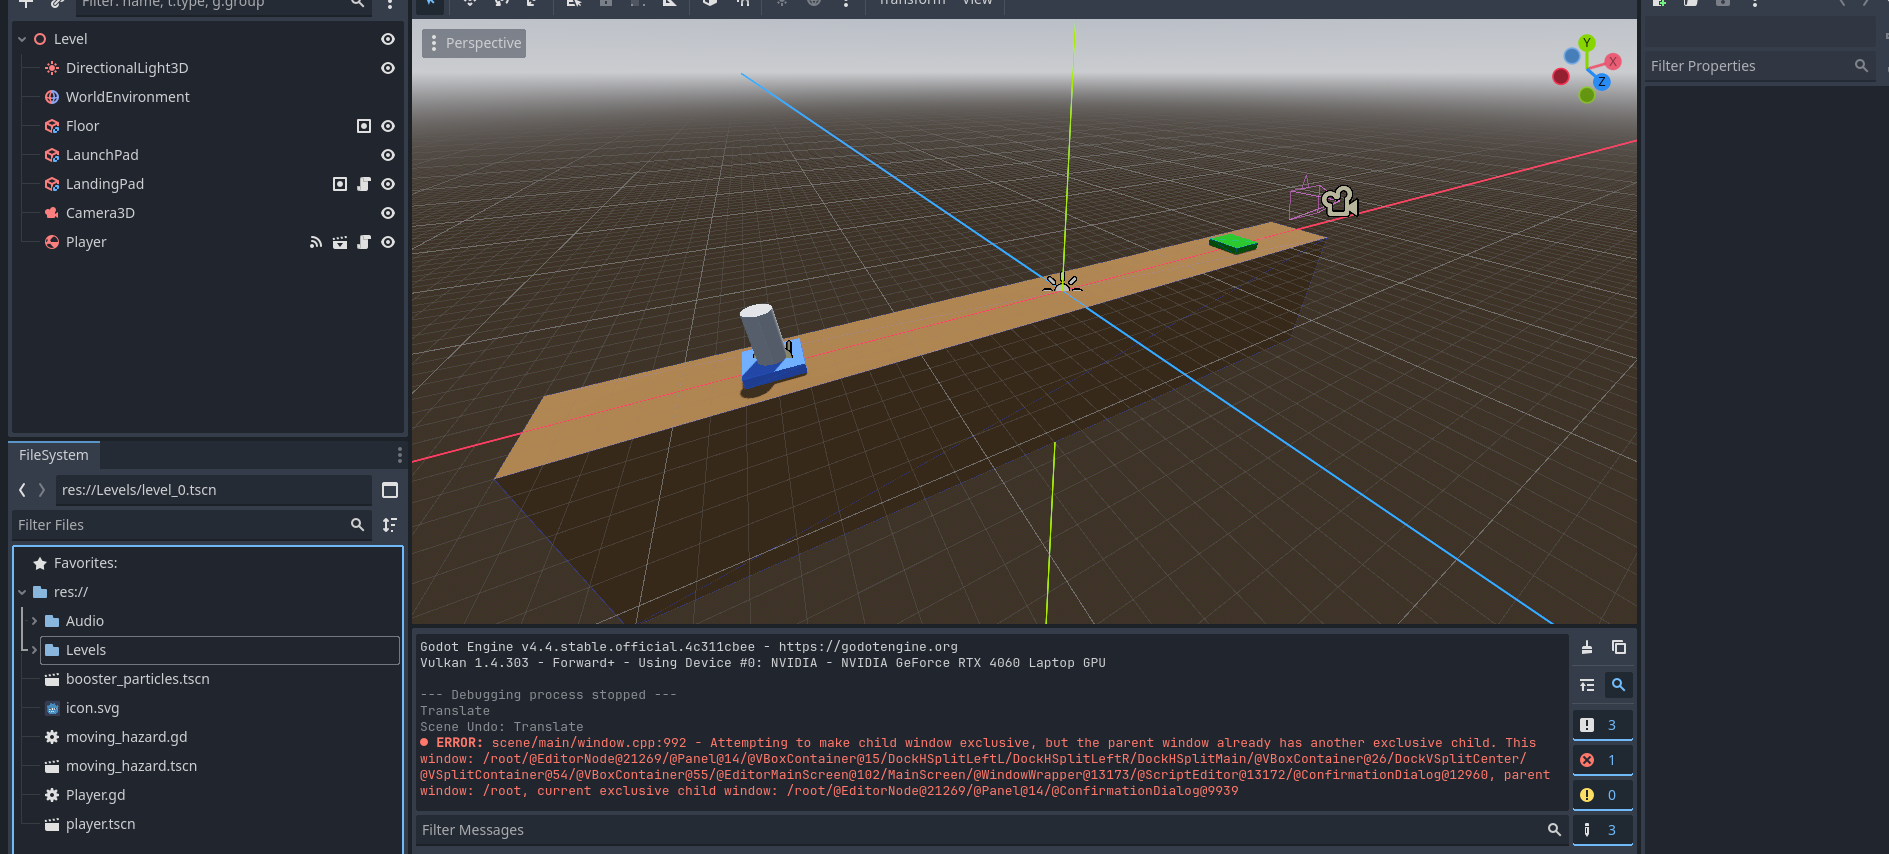 Filter: name, t:type, g:group
Transform
View
Level
DirectionalLight3D
WorldEnvironment
Floor
LaunchPad
LandingPad
Camera3D
Player
FileSystem
res://Levels/level_0.tscn
Filter Files
Favorites:
res://
Audio
Levels
booster_particles.tscn
icon.svg
moving_hazard.gd
moving_hazard.tscn
Player.gd
player.tscn
Perspective
Y
X
Z
Godot Engine v4.4.stable.official.4c311cbee - https://godotengine.org
Vulkan 1.4.303 - Forward+ - Using Device #0: NVIDIA - NVIDIA GeForce RTX 4060 Laptop GPU
--- Debugging process stopped ---
Translate
Scene Undo: Translate
ERROR: scene/main/window.cpp:992 - Attempting to make child window exclusive, but the parent window already has another exclusive child. This
window: /root/@EditorNode@21269/@Panel@14/@VBoxContainer@15/DockHSplitLeftL/DockHSplitLeftR/DockHSplitMain/@VBoxContainer@26/DockVSplitCenter/
@VSplitContainer@54/@VBoxContainer@55/@EditorMainScreen@102/MainScreen/@WindowWrapper@13173/@ScriptEditor@13172/@ConfirmationDialog@12960, parent
window: /root, current exclusive child window: /root/@EditorNode@21269/@Panel@14/@ConfirmationDialog@9939
Filter Messages
3
1
0
3
Filter Properties